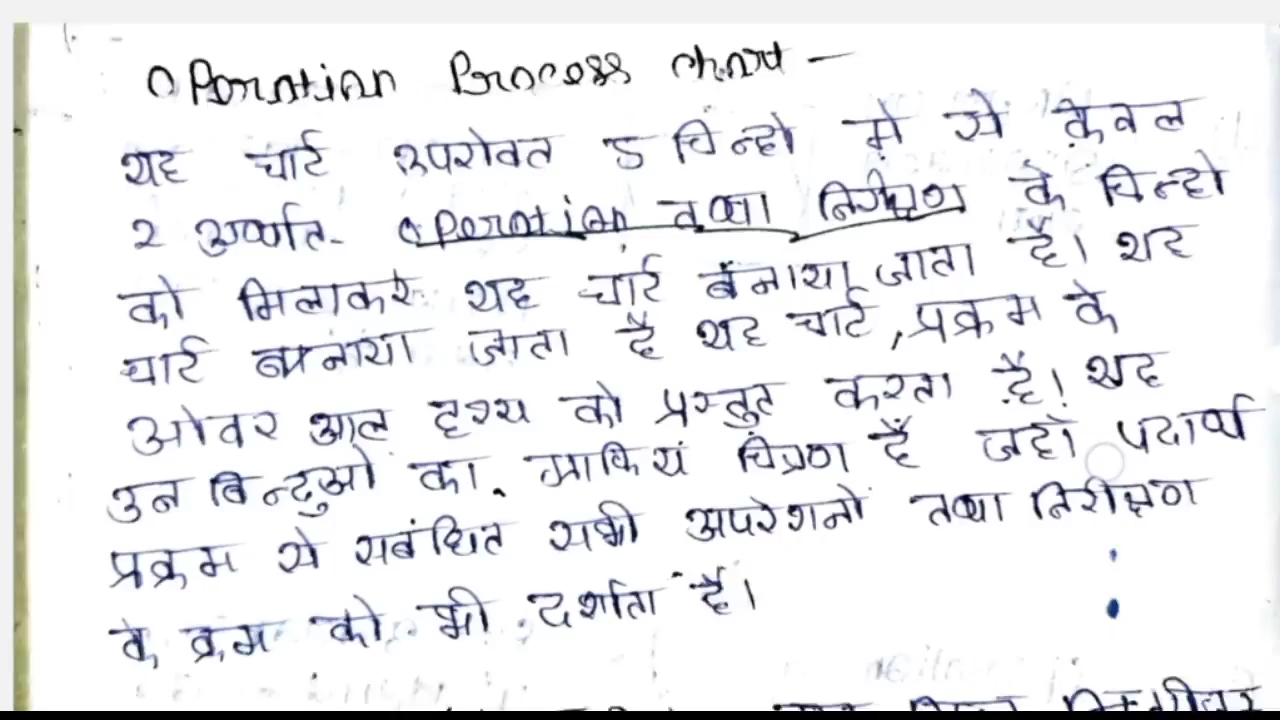 Operation Process chart –
यह चार्ट उपरोक्त 5 चिन्हो मे से केवल
2 अर्थात- operation तथा निरीक्षण के चिन्हो
को मिलाकर यह चार्ट बनाया जाता है। यह
चार्ट बनाया जाता है यह चार्ट, प्रक्रम के
ओवर आल दृश्य को प्रस्तुत करता है। यह
उन बिन्दुओ का ग्राफिय चित्रण है जहाँ पदार्थ
प्रक्रम से सबंधित सभी अपरेशनो तथा निरीक्षण
के क्रम को भी दर्शाता है।